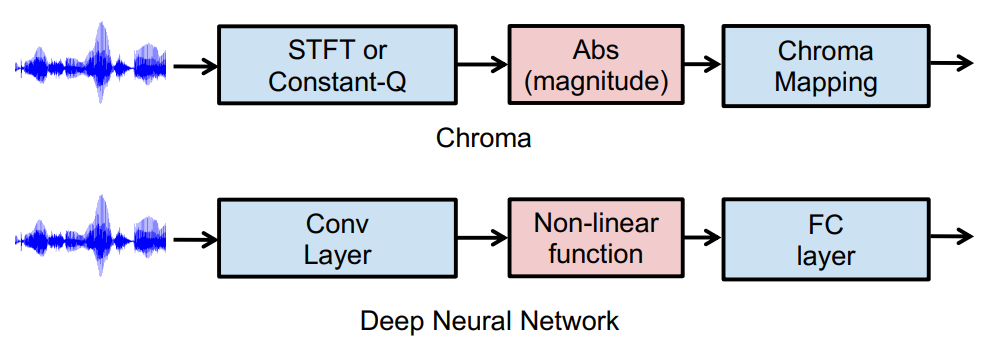 STFT or
Constant-Q
Abs
(magnitude)
Chroma
Mapping
Chroma
Conv
Layer
Non-linear
function
FC
layer
Deep Neural Network